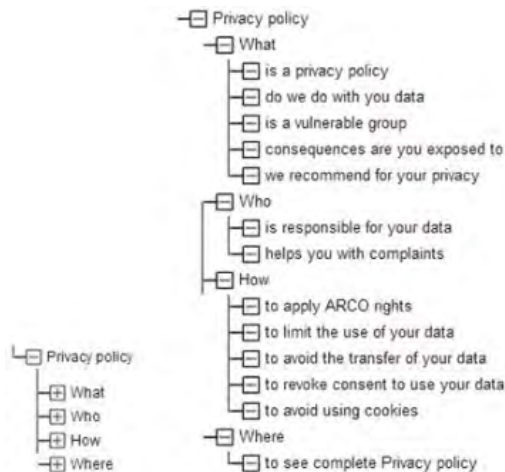 Privacy policy
What
is a privacy policy
do we do with you data
is a vulnerable group
consequences are you exposed to
we recommend for your privacy
Who
is responsible for your data
helps you with complaints
How
to apply ARCO rights
to limit the use of your data
to avoid the transfer of your data
to revoke consent to use your data
to avoid using cookies
Where
to see complete Privacy policy
Privacy policy
What
Who
How
Where